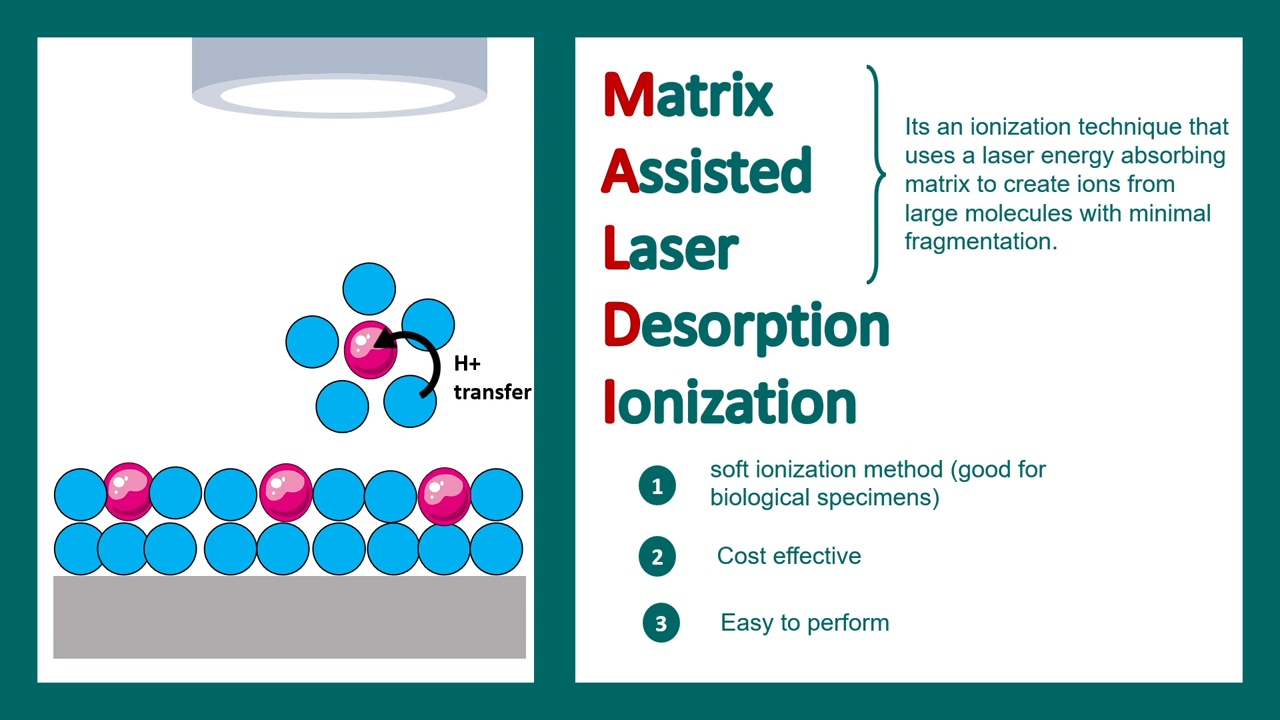 H+
transfer
Matrix
Assisted
Laser
Desorption
Ionization
Its an ionization technique that
uses a laser energy absorbing
matrix to create ions from
large molecules with minimal
fragmentation.
1 soft ionization method (good for
biological specimens)
2 Cost effective
3 Easy to perform